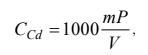 C_{Cd} = 1000 \frac{mP}{V},